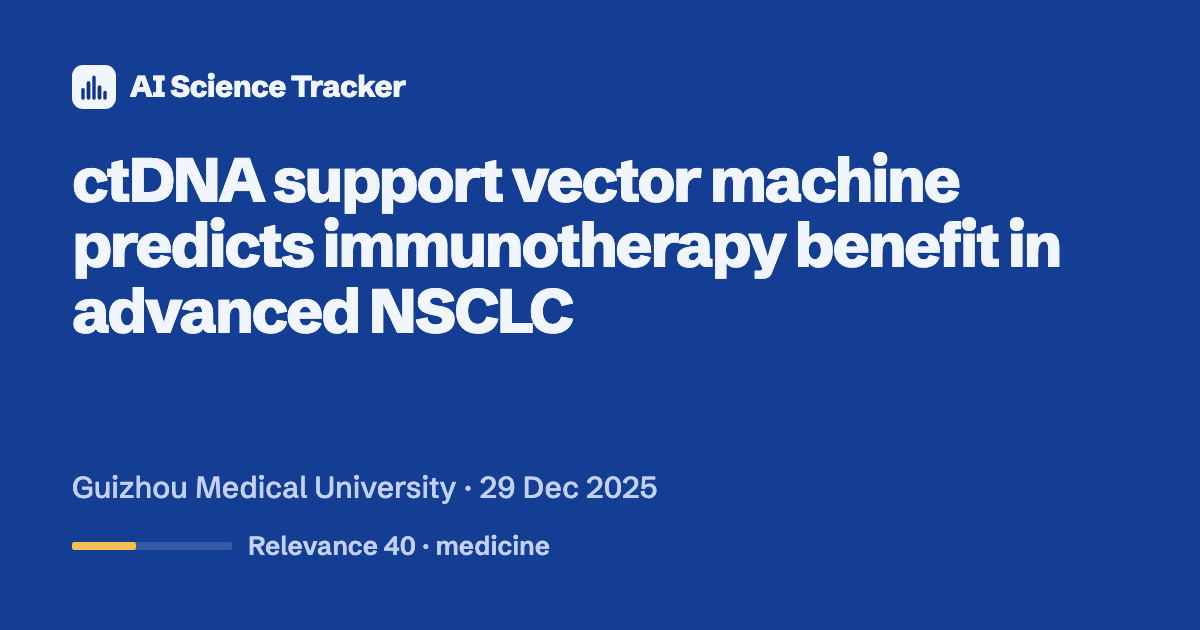 AI Science Tracker
ctDNA support vector machine
predicts immunotherapy benefit in
advanced NSCLC
Guizhou Medical University · 29 Dec 2025
Relevance 40 · medicine